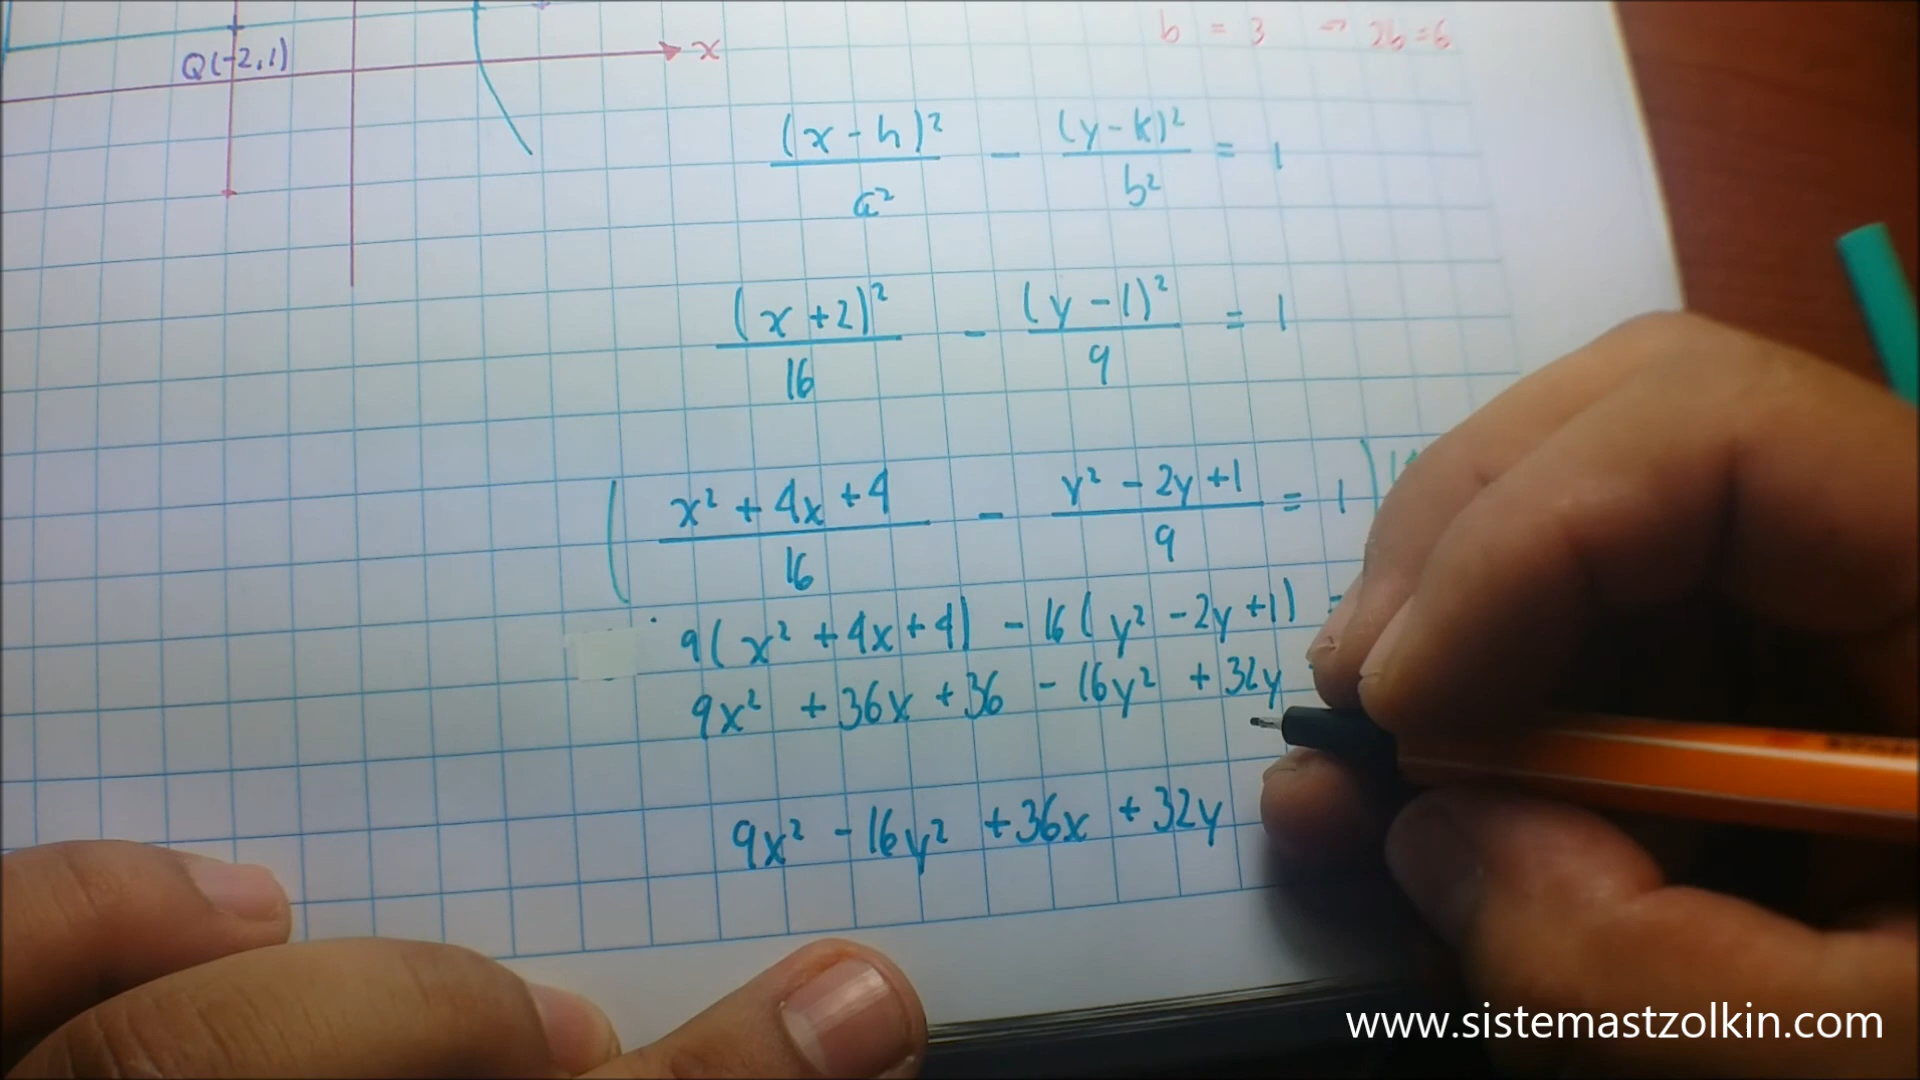 b = 3 → 2b = 6
Q(-2,1)
x
(x - h)² / a² - (y - k)² / b² = 1
(x + 2)² / 16 - (y - 1)² / 9 = 1
( x² + 4x + 4 / 16 - y² - 2y + 1 / 9 = 1 )
9(x² + 4x + 4) - 16(y² - 2y + 1)
9x² + 36x + 36 - 16y² + 32y
9x² - 16y² + 36x + 32y
www.sistemastzolkin.com